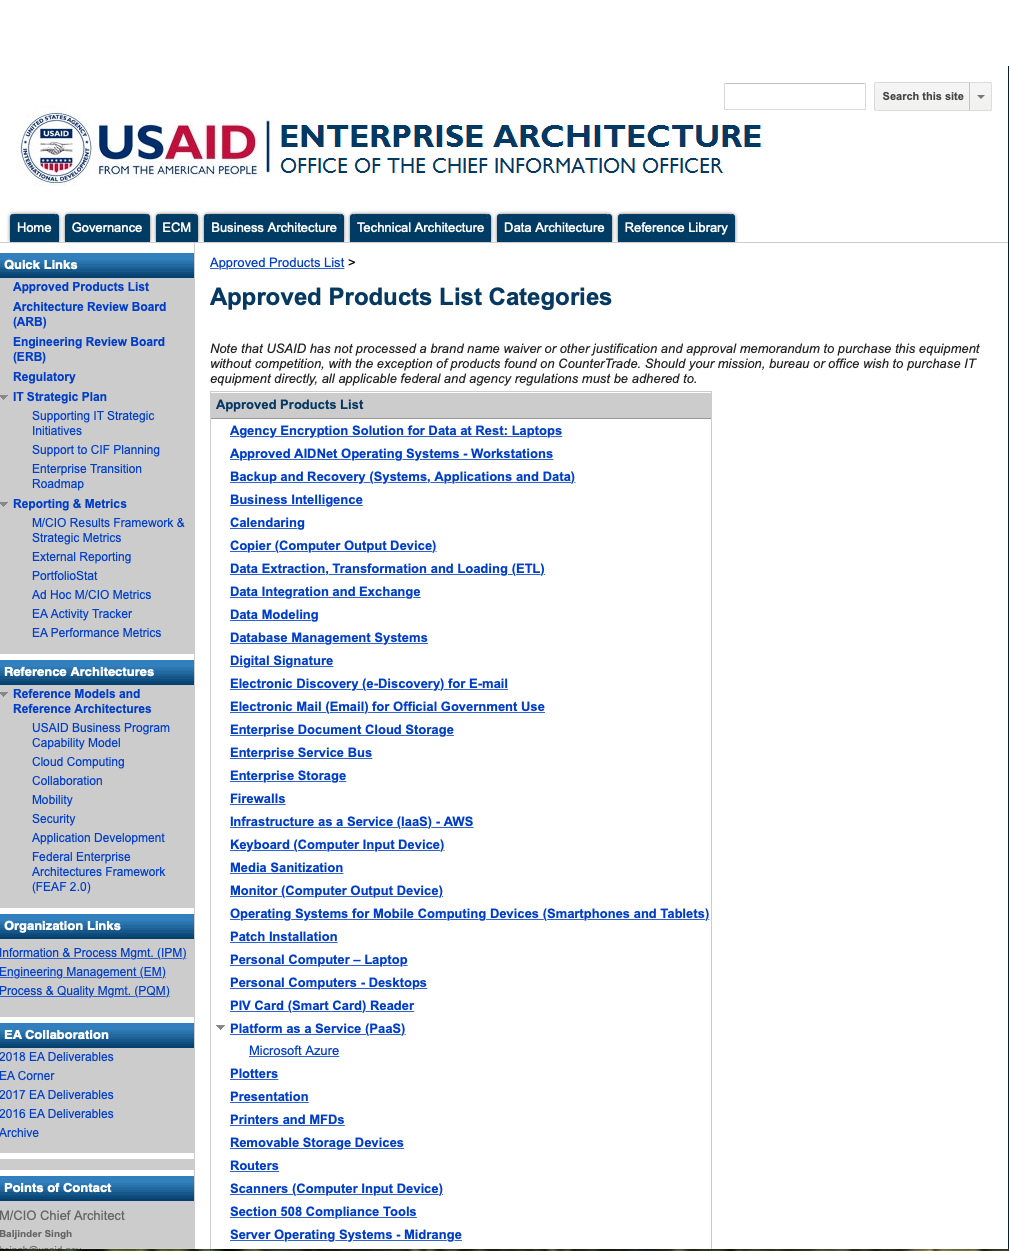 Search this site
UNITED STATES AGENCY
USAID
INTERNATIONAL DEVELOPMENT
USAID
FROM THE AMERICAN PEOPLE
ENTERPRISE ARCHITECTURE
OFFICE OF THE CHIEF INFORMATION OFFICER
Home Governance ECM Business Architecture Technical Architecture Data Architecture Reference Library
Quick Links
Approved Products List
Architecture Review Board
(ARB)
Engineering Review Board
(ERB)
Regulatory
IT Strategic Plan
Supporting IT Strategic
Initiatives
Support to CIF Planning
Enterprise Transition
Roadmap
Reporting & Metrics
M/CIO Results Framework &
Strategic Metrics
External Reporting
PortfolioStat
Ad Hoc M/CIO Metrics
EA Activity Tracker
EA Performance Metrics
Reference Architectures
Reference Models and
Reference Architectures
USAID Business Program
Capability Model
Cloud Computing
Collaboration
Mobility
Security
Application Development
Federal Enterprise
Architectures Framework
(FEAF 2.0)
Organization Links
Information & Process Mgmt. (IPM)
Engineering Management (EM)
Process & Quality Mgmt. (PQM)
EA Collaboration
2018 EA Deliverables
EA Corner
2017 EA Deliverables
2016 EA Deliverables
Archive
Points of Contact
M/CIO Chief Architect
Baljinder Singh
Approved Products List >
Approved Products List Categories
Note that USAID has not processed a brand name waiver or other justification and approval memorandum to purchase this equipment
without competition, with the exception of products found on CounterTrade. Should your mission, bureau or office wish to purchase IT
equipment directly, all applicable federal and agency regulations must be adhered to.
Approved Products List
Agency Encryption Solution for Data at Rest: Laptops
Approved AIDNet Operating Systems - Workstations
Backup and Recovery (Systems, Applications and Data)
Business Intelligence
Calendaring
Copier (Computer Output Device)
Data Extraction, Transformation and Loading (ETL)
Data Integration and Exchange
Data Modeling
Database Management Systems
Digital Signature
Electronic Discovery (e-Discovery) for E-mail
Electronic Mail (Email) for Official Government Use
Enterprise Document Cloud Storage
Enterprise Service Bus
Enterprise Storage
Firewalls
Infrastructure as a Service (IaaS) - AWS
Keyboard (Computer Input Device)
Media Sanitization
Monitor (Computer Output Device)
Operating Systems for Mobile Computing Devices (Smartphones and Tablets)
Patch Installation
Personal Computer – Laptop
Personal Computers - Desktops
PIV Card (Smart Card) Reader
Platform as a Service (PaaS)
Microsoft Azure
Plotters
Presentation
Printers and MFDs
Removable Storage Devices
Routers
Scanners (Computer Input Device)
Section 508 Compliance Tools
Server Operating Systems - Midrange